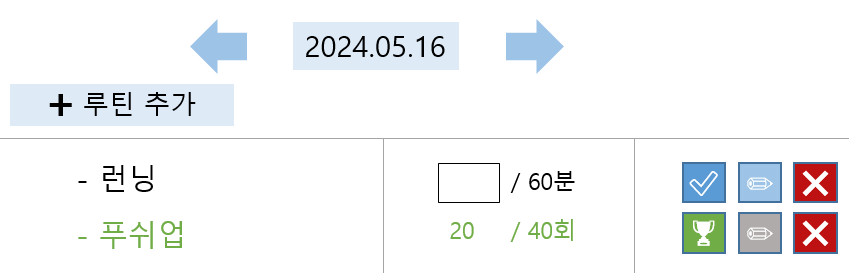 2024.05.16
+ 루틴 추가
- 런닝 / 60분
- 푸쉬업 20 / 40회